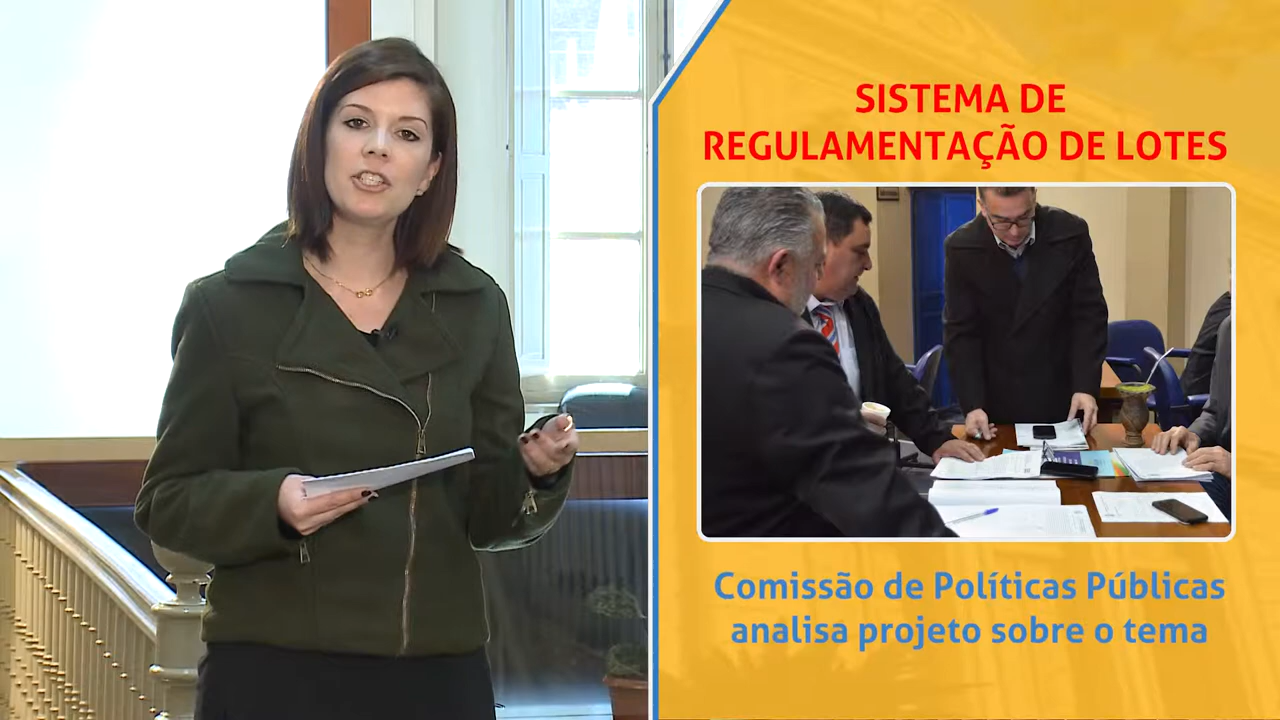 SISTEMA DE
REGULAMENTAÇÃO DE LOTES
Comissão de Políticas Públicas
analisa projeto sobre o tema